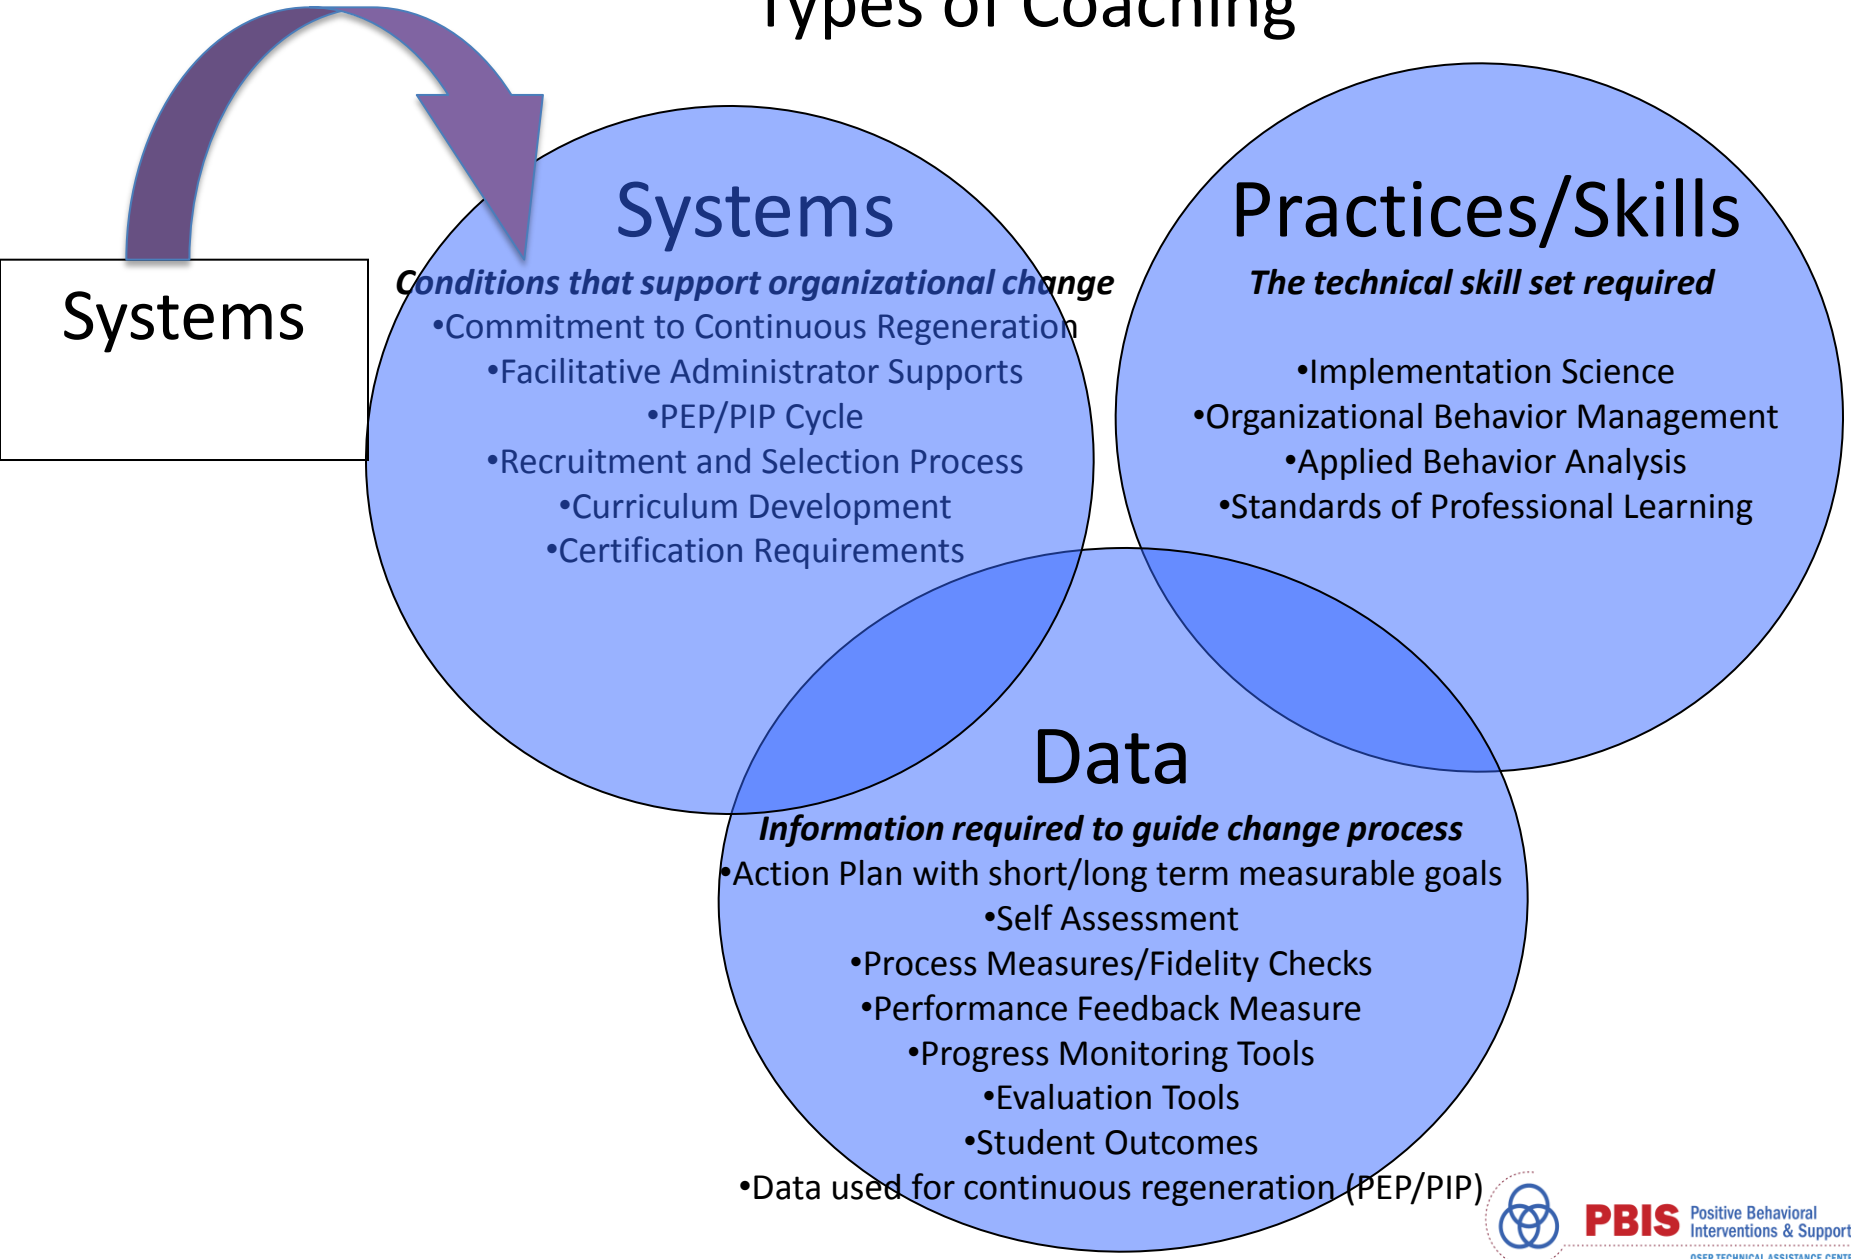 Types of Coaching
Systems
Systems
Conditions that support organizational change
•Commitment to Continuous Regeneration
•Facilitative Administrator Supports
•PEP/PIP Cycle
•Recruitment and Selection Process
•Curriculum Development
•Certification Requirements
Practices/Skills
The technical skill set required
•Implementation Science
•Organizational Behavior Management
•Applied Behavior Analysis
•Standards of Professional Learning
Data
Information required to guide change process
•Action Plan with short/long term measurable goals
•Self Assessment
•Process Measures/Fidelity Checks
•Performance Feedback Measure
•Progress Monitoring Tools
•Evaluation Tools
•Student Outcomes
•Data used for continuous regeneration (PEP/PIP)
PBIS
Positive Behavioral
Interventions & Support
OSEP TECHNICAL ASSISTANCE CENTE